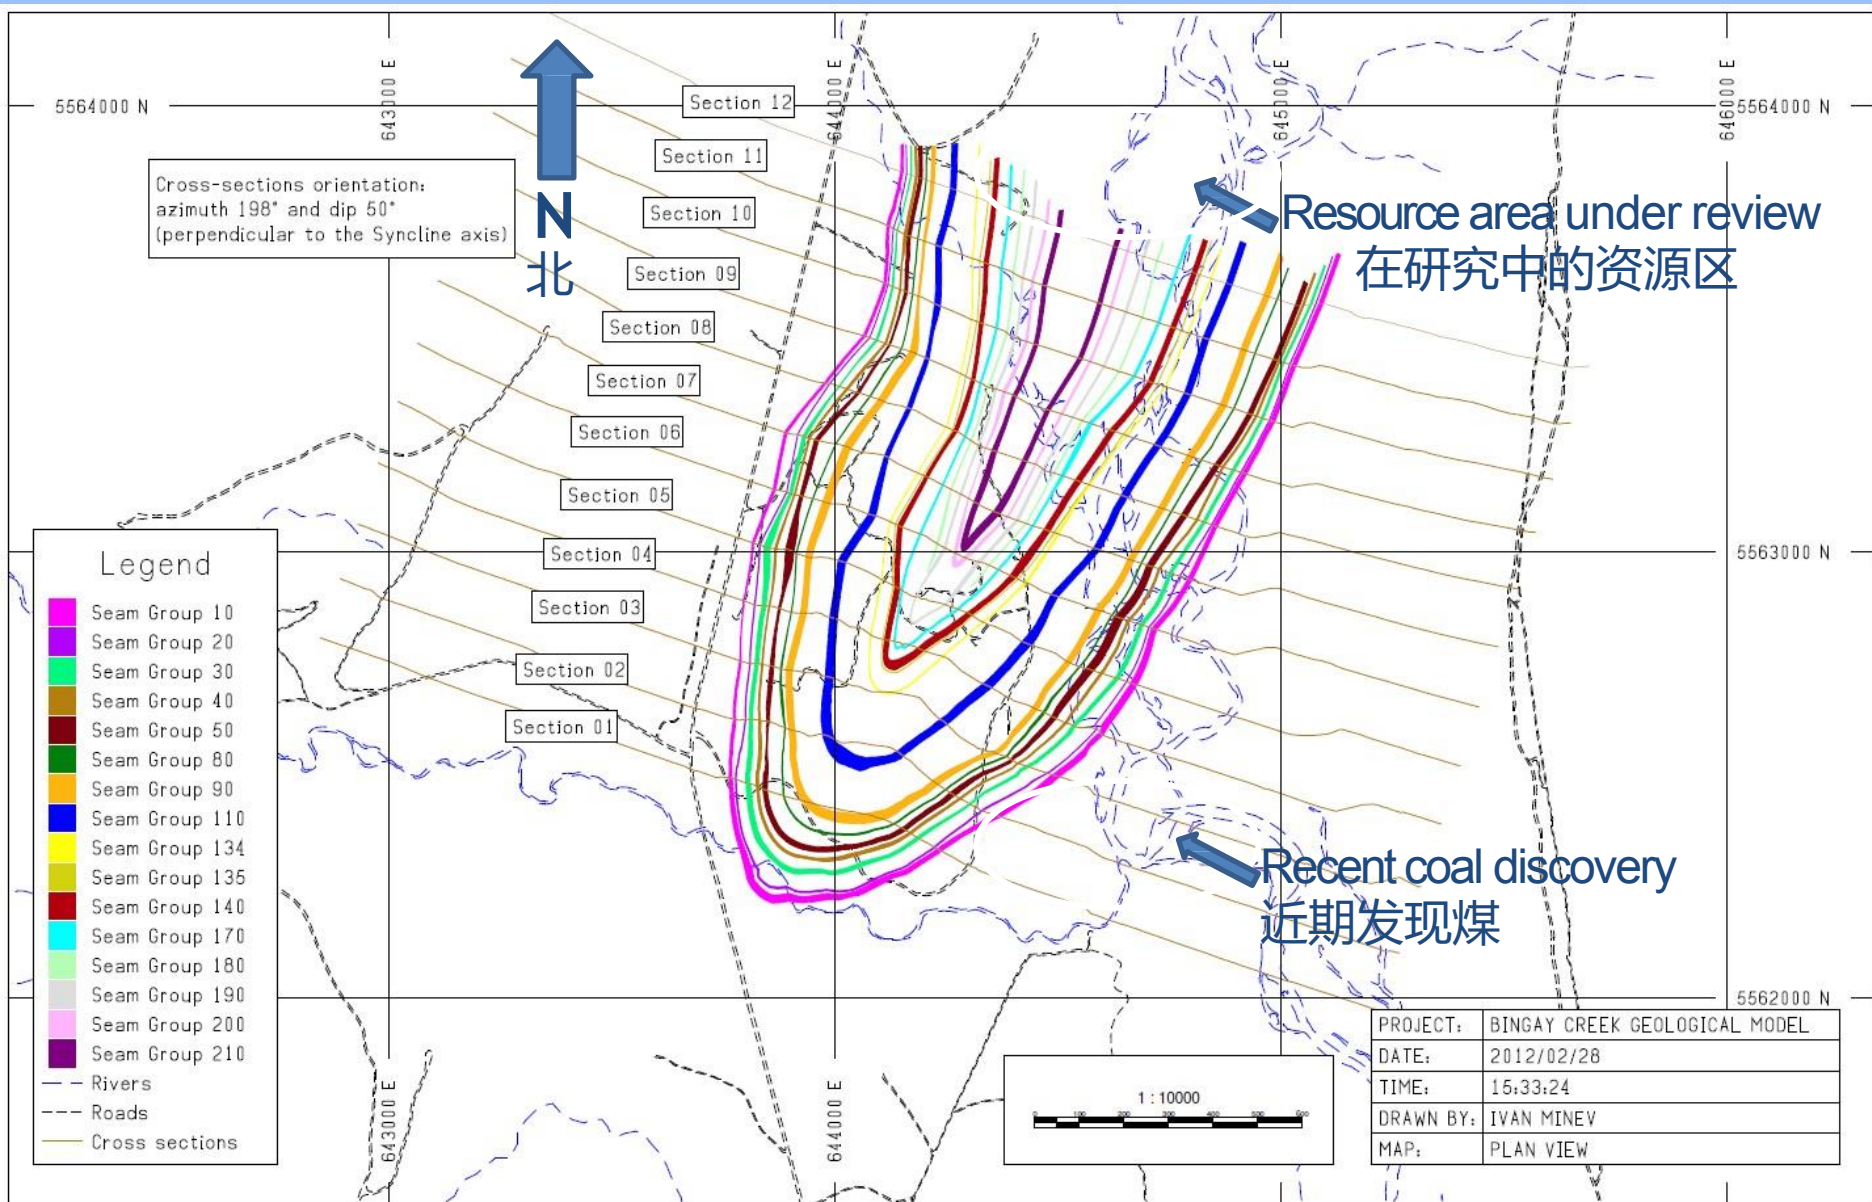 643000 E
644000 E
645000 E
646000 E
5564000 N
5564000 N
Section 12
Section 11
Cross-sections orientation:
azimuth 198° and dip 50°
(perpendicular to the Syncline axis)
N
北
Section 10
Resource area under review
在研究中的资源区
Section 09
Section 08
Section 07
Section 06
Section 05
Section 04
5563000 N
Section 03
Section 02
Section 01
Legend
Seam Group 10
Seam Group 20
Seam Group 30
Seam Group 40
Seam Group 50
Seam Group 80
Seam Group 90
Seam Group 110
Seam Group 134
Seam Group 135
Seam Group 140
Seam Group 170
Seam Group 180
Seam Group 190
Seam Group 200
Seam Group 210
Rivers
Roads
Cross sections
Recent coal discovery
近期发现煤
5562000 N
643000 E
644000 E
1 : 10000
0 100 200 300 400 500 600
PROJECT: BINGAY CREEK GEOLOGICAL MODEL
DATE: 2012/02/28
TIME: 15:33:24
DRAWN BY: IVAN MINEV
MAP: PLAN VIEW